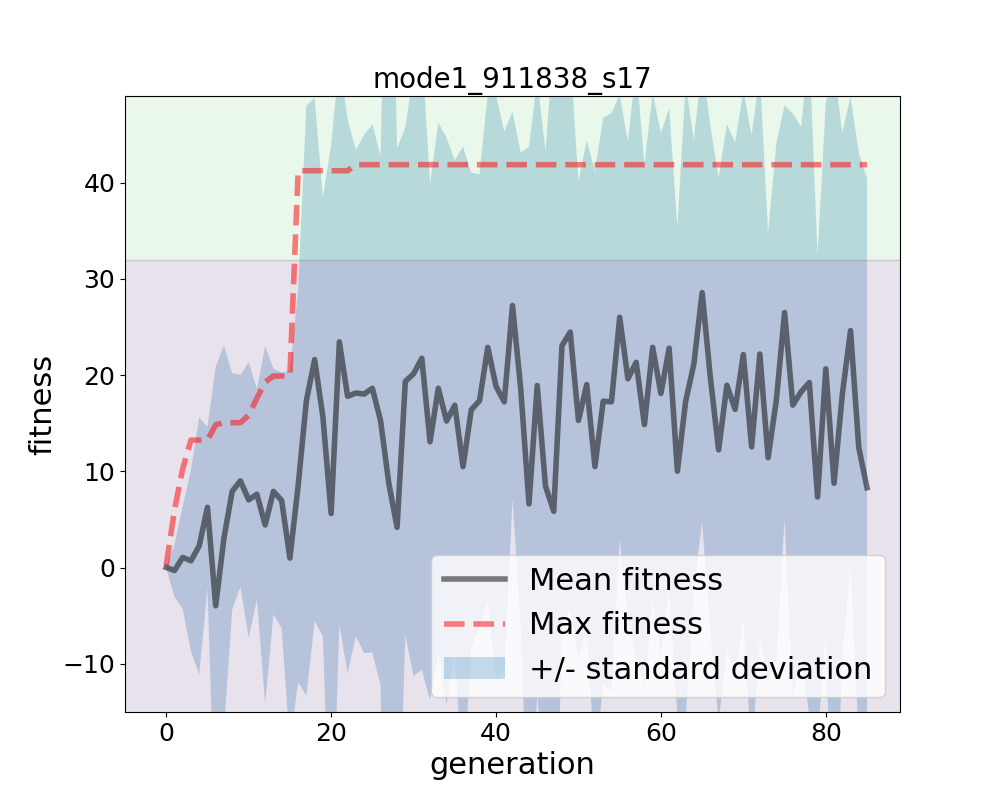 mode1_911838_s17
fitness
40
30
20
10
0
−10
Mean fitness
Max fitness
+/- standard deviation
0 20 40 60 80
generation